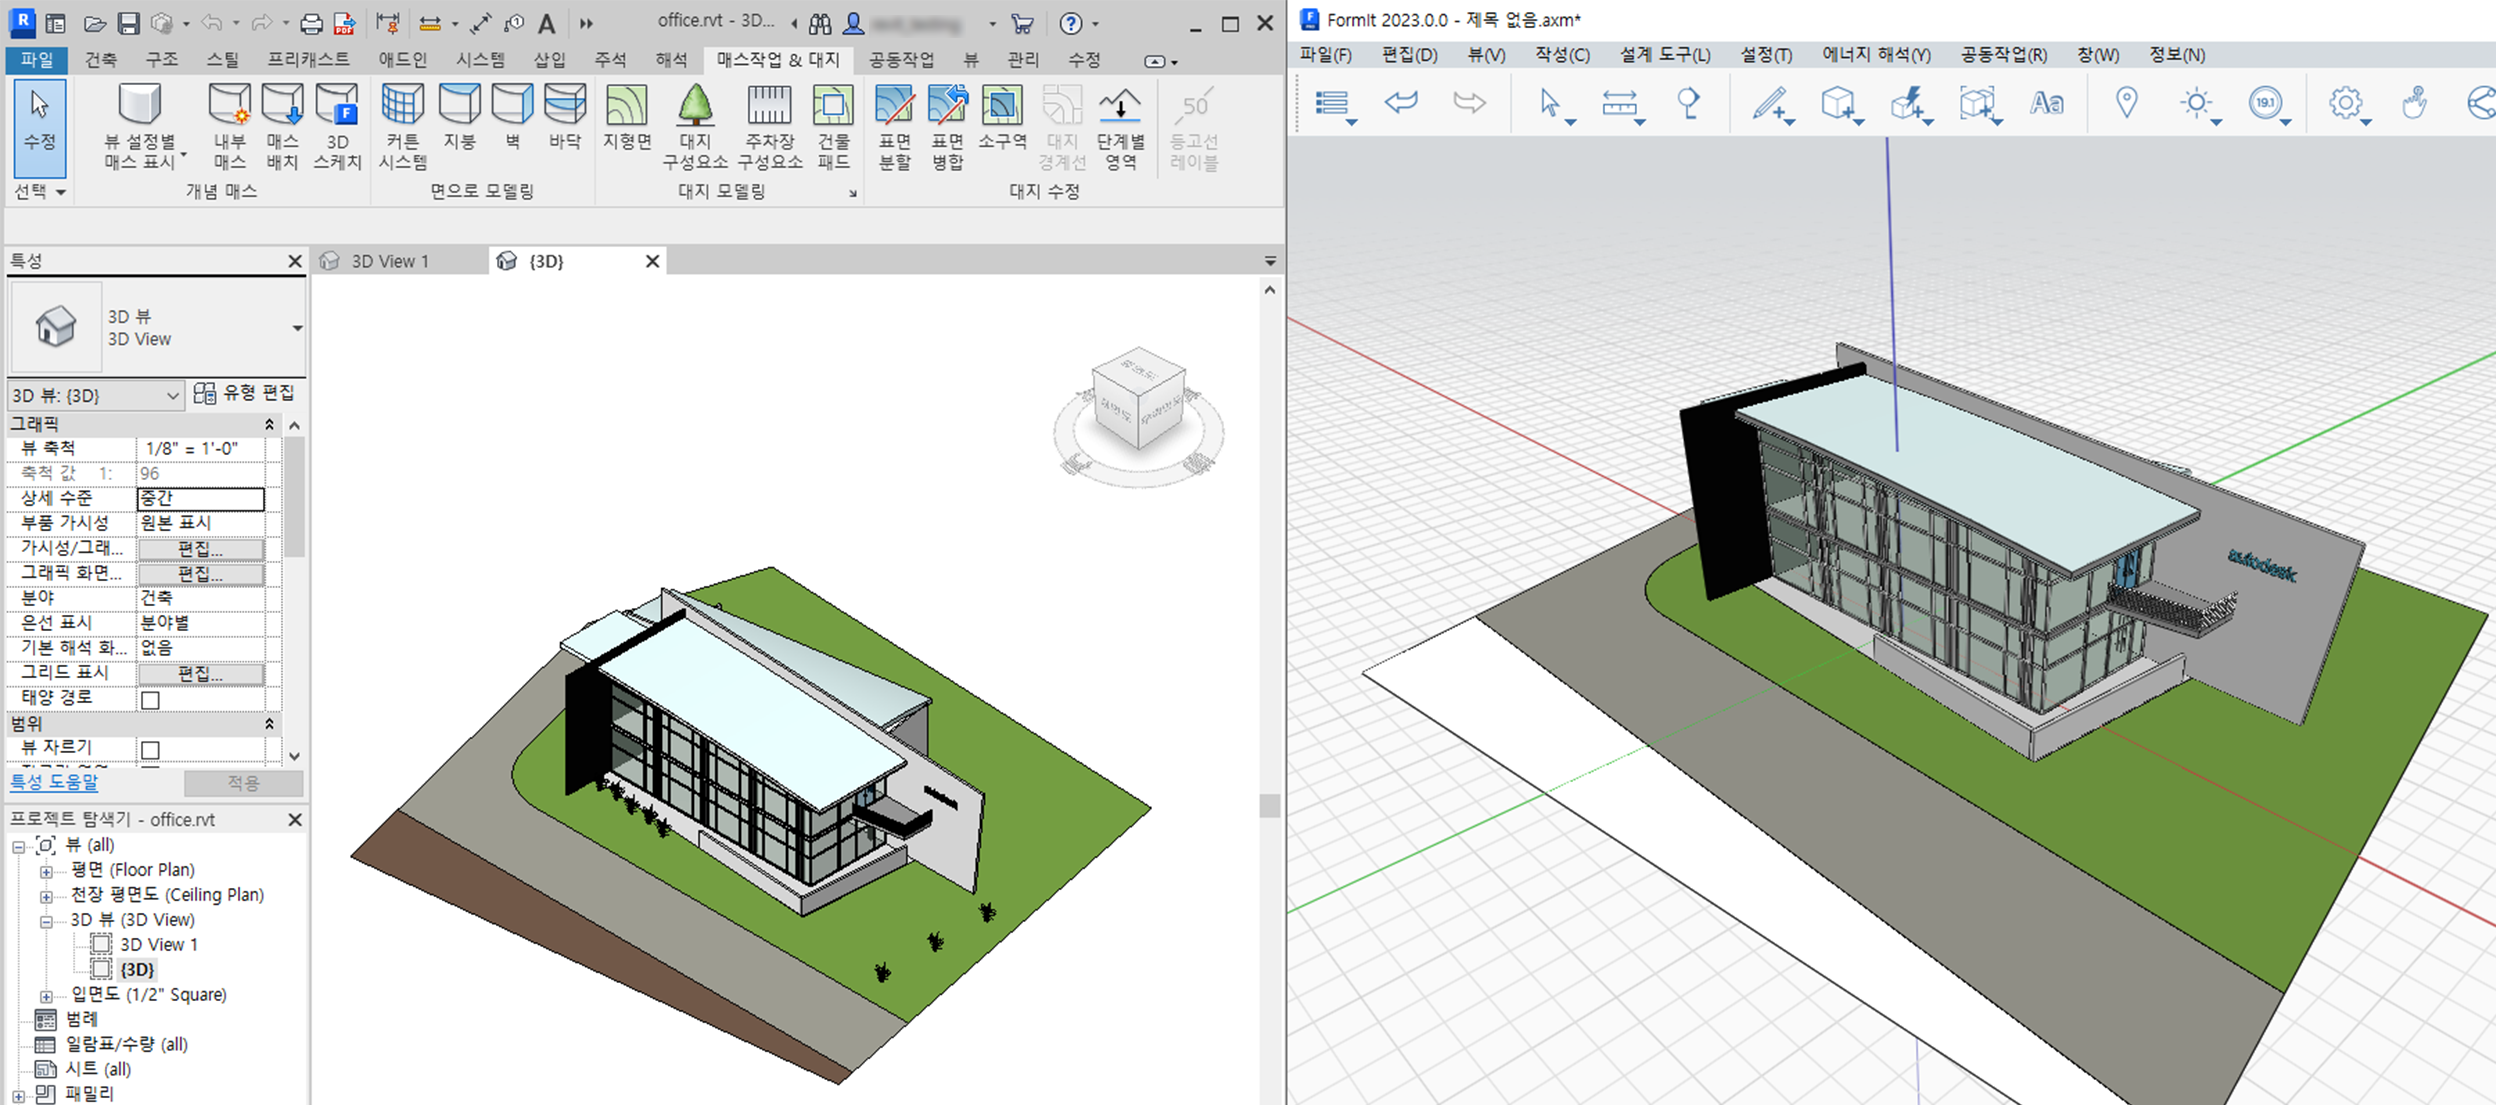 office.rvt - 3D...
파일 건축 구조 스틸 프리캐스트 애드인 시스템 삽입 주석 해석 매스작업 & 대지 공동작업 뷰 관리 수정
수정
뷰 설정별
매스 표시
내부
매스
매스
배치
3D
스케치
커튼
시스템
지붕
벽
바닥
지형면
대지
구성요소
주차장
구성요소
건물
패드
표면
분할
표면
병합
소구역
대지
경계선
단계별
영역
50
등고선
레이블
선택 개념 매스 면으로 모델링 대지 모델링 대지 수정
특성
3D View 1
{3D}
3D 뷰
3D View
3D 뷰: {3D} 유형 편집
그래픽
뷰 축척 1/8" = 1'-0"
축척 값 1: 96
상세 수준 중간
부품 가시성 원본 표시
가시성/그래... 편집...
그래픽 화면... 편집...
분야 건축
은선 표시 분야별
기본 해석 화... 없음
그리드 표시 편집...
태양 경로
범위
뷰 자르기
특성 도움말 적용
프로젝트 탐색기 - office.rvt
뷰 (all)
평면 (Floor Plan)
천장 평면도 (Ceiling Plan)
3D 뷰 (3D View)
3D View 1
{3D}
입면도 (1/2" Square)
범례
일람표/수량 (all)
시트 (all)
패밀리
FormIt 2023.0.0 - 제목 없음.axm*
파일(F) 편집(D) 뷰(V) 작성(C) 설계 도구(L) 설정(T) 에너지 해석(Y) 공동작업(R) 창(W) 정보(N)
Aa
19.1
autodesk